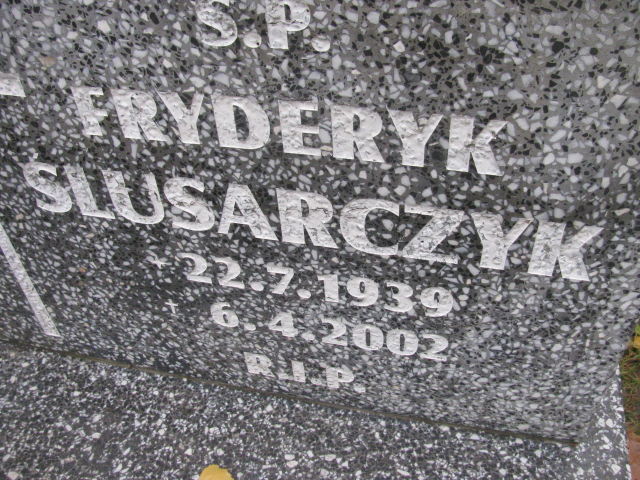 S.P.
FRYDERYK
SLUSARCZYK
* 22.7.1939
+ 6.4.2002
R.I.P.